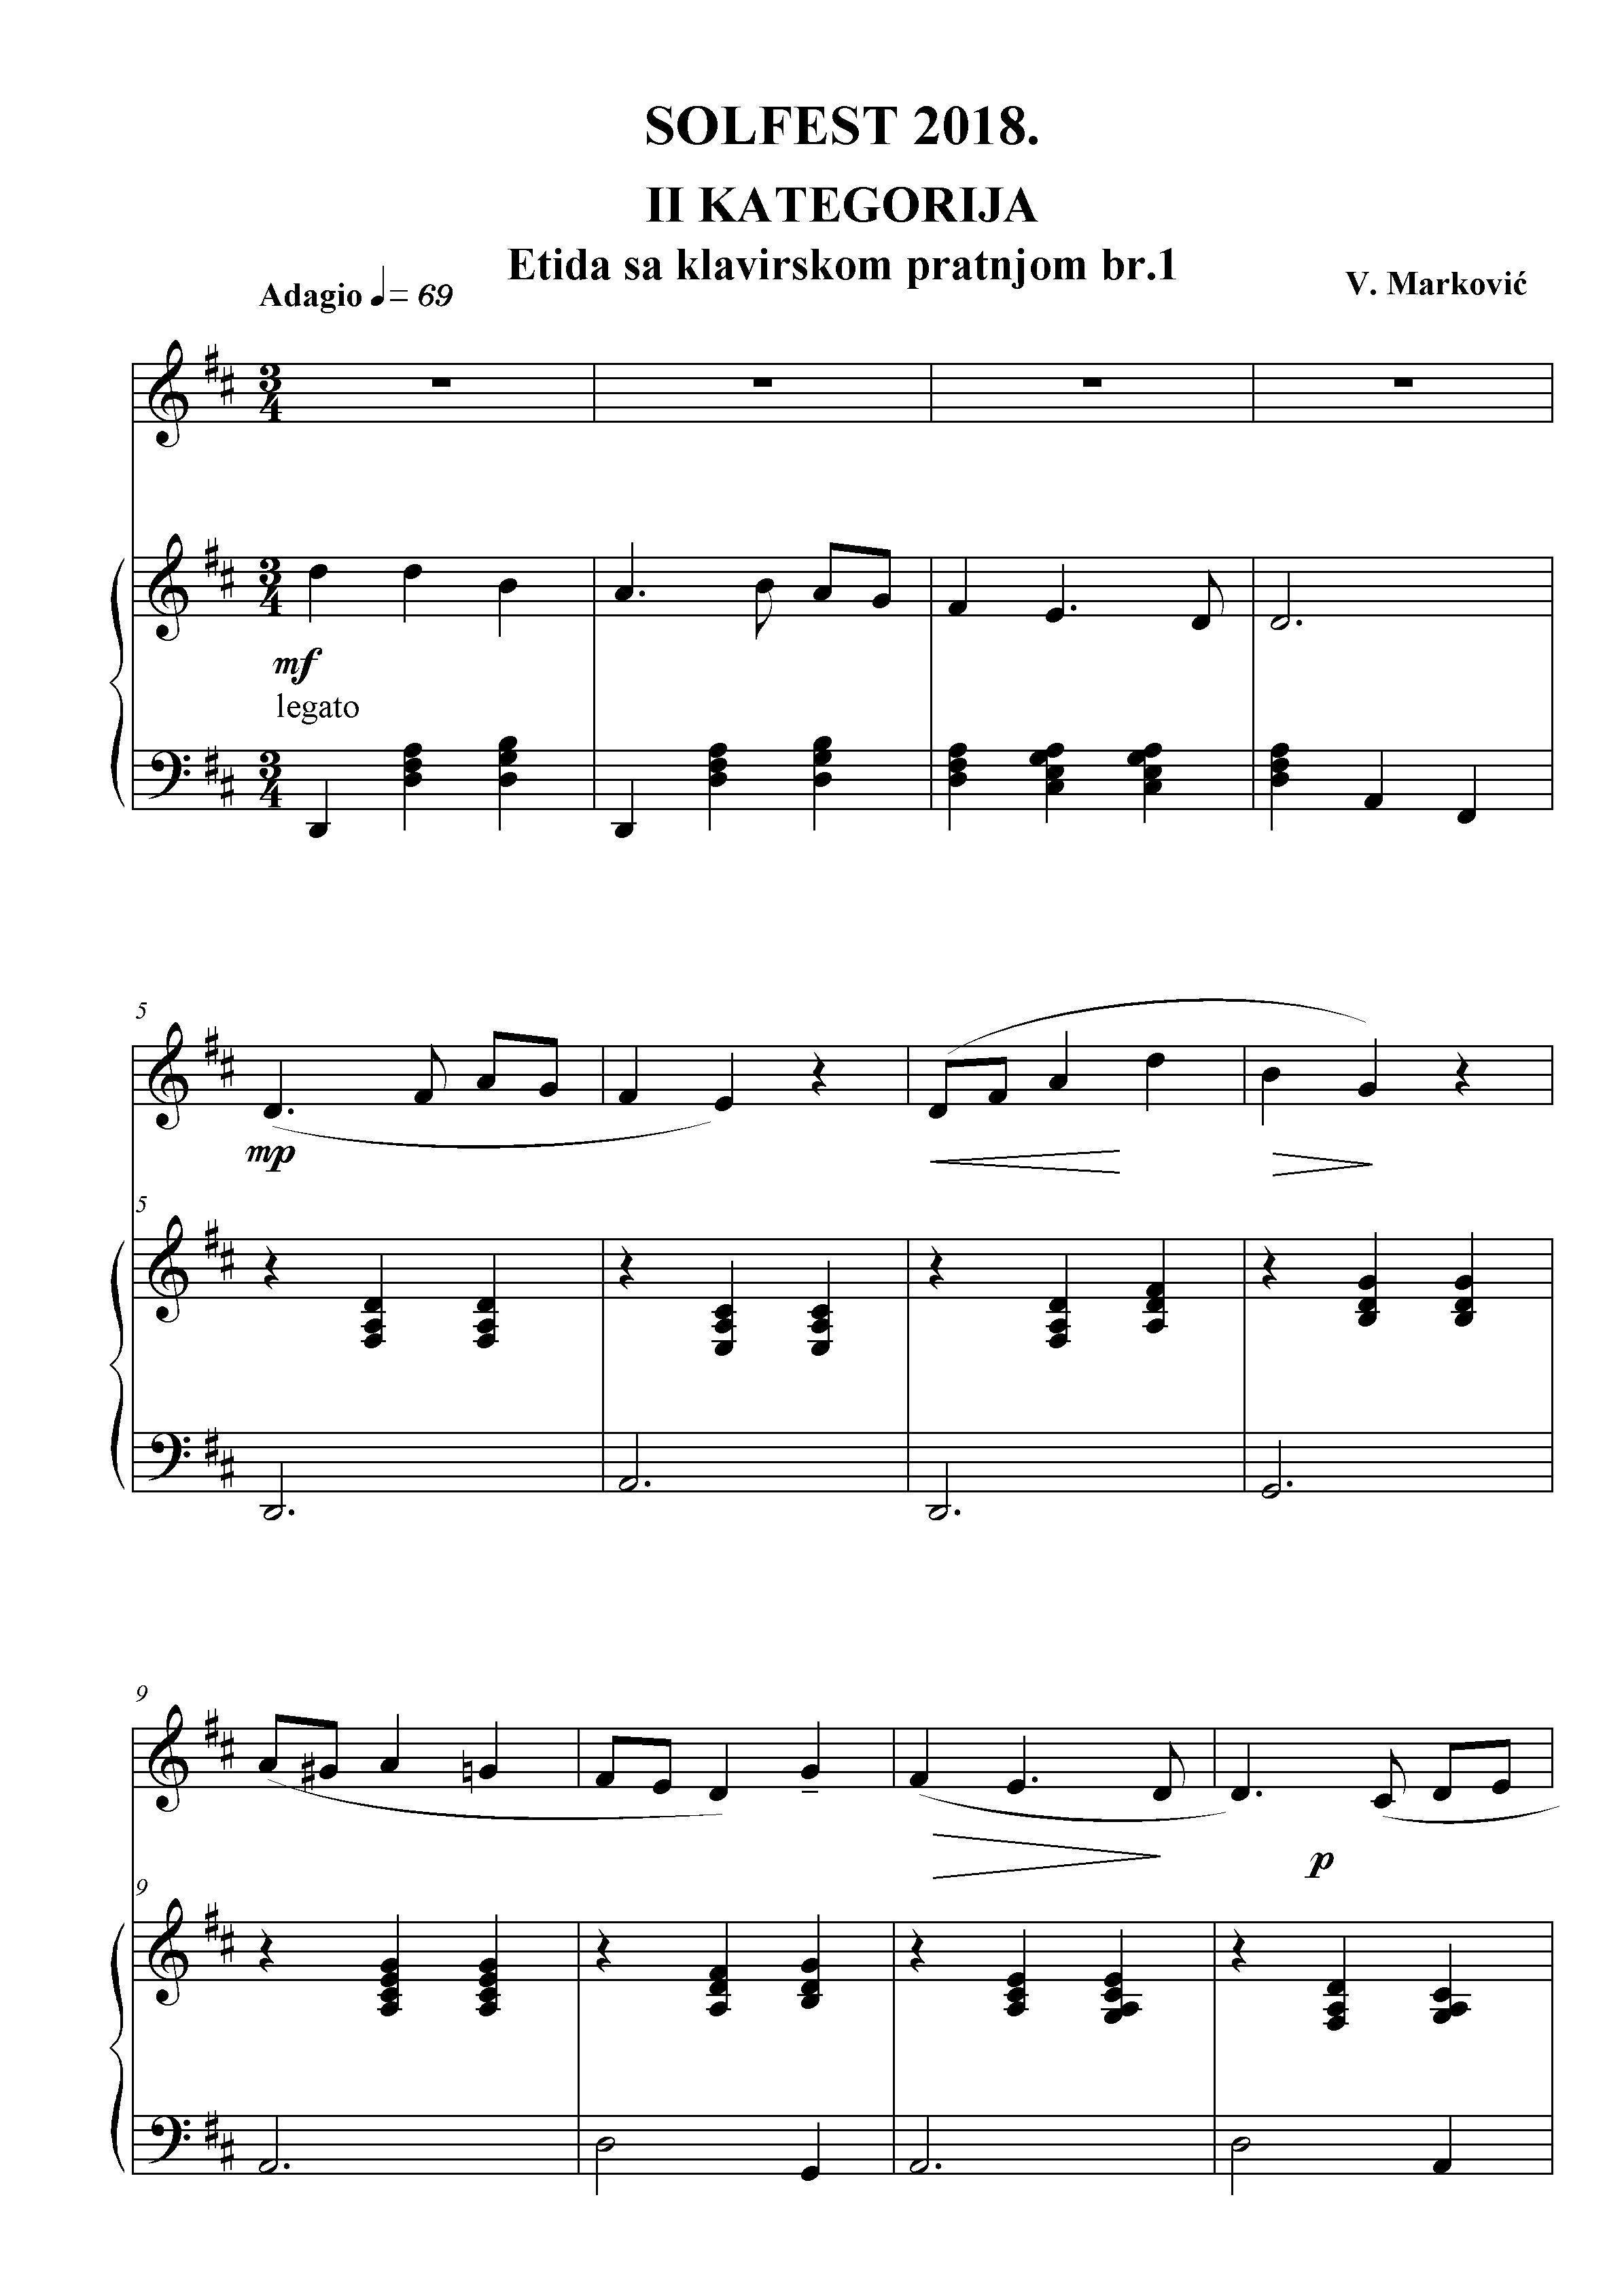 SOLFEST 2018.
II KATEGORIJA
Etida sa klavirskom pratnjom br.1
Adagio ♩= 69
V. Marković
3
4
3
4
mf
legato
3
4
5
mp
5
9
p
9